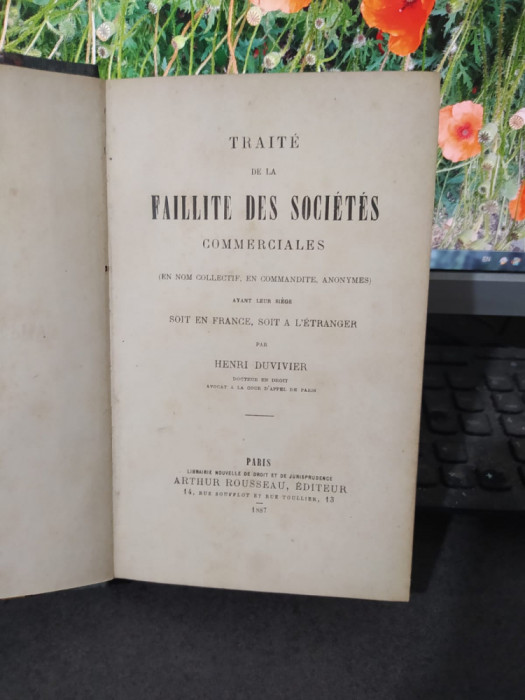 TRAITÉ
DE LA
FAILLITE DES SOCIÉTÉS
COMMERCIALES
(EN NOM COLLECTIF, EN COMMANDITE, ANONYMES)
AYANT LEUR SIÈGE
SOIT EN FRANCE, SOIT A L'ÉTRANGER
PAR
HENRI DUVIVIER
DOCTEUR EN DROIT
AVOCAT A LA COUR D'APPEL DE PARIS
PARIS
LIBRAIRIE NOUVELLE DE DROIT ET DE JURISPRUDENCE
ARTHUR ROUSSEAU, ÉDITEUR
14, RUE SOUFFLOT ET RUE TOULLIER, 13
1887